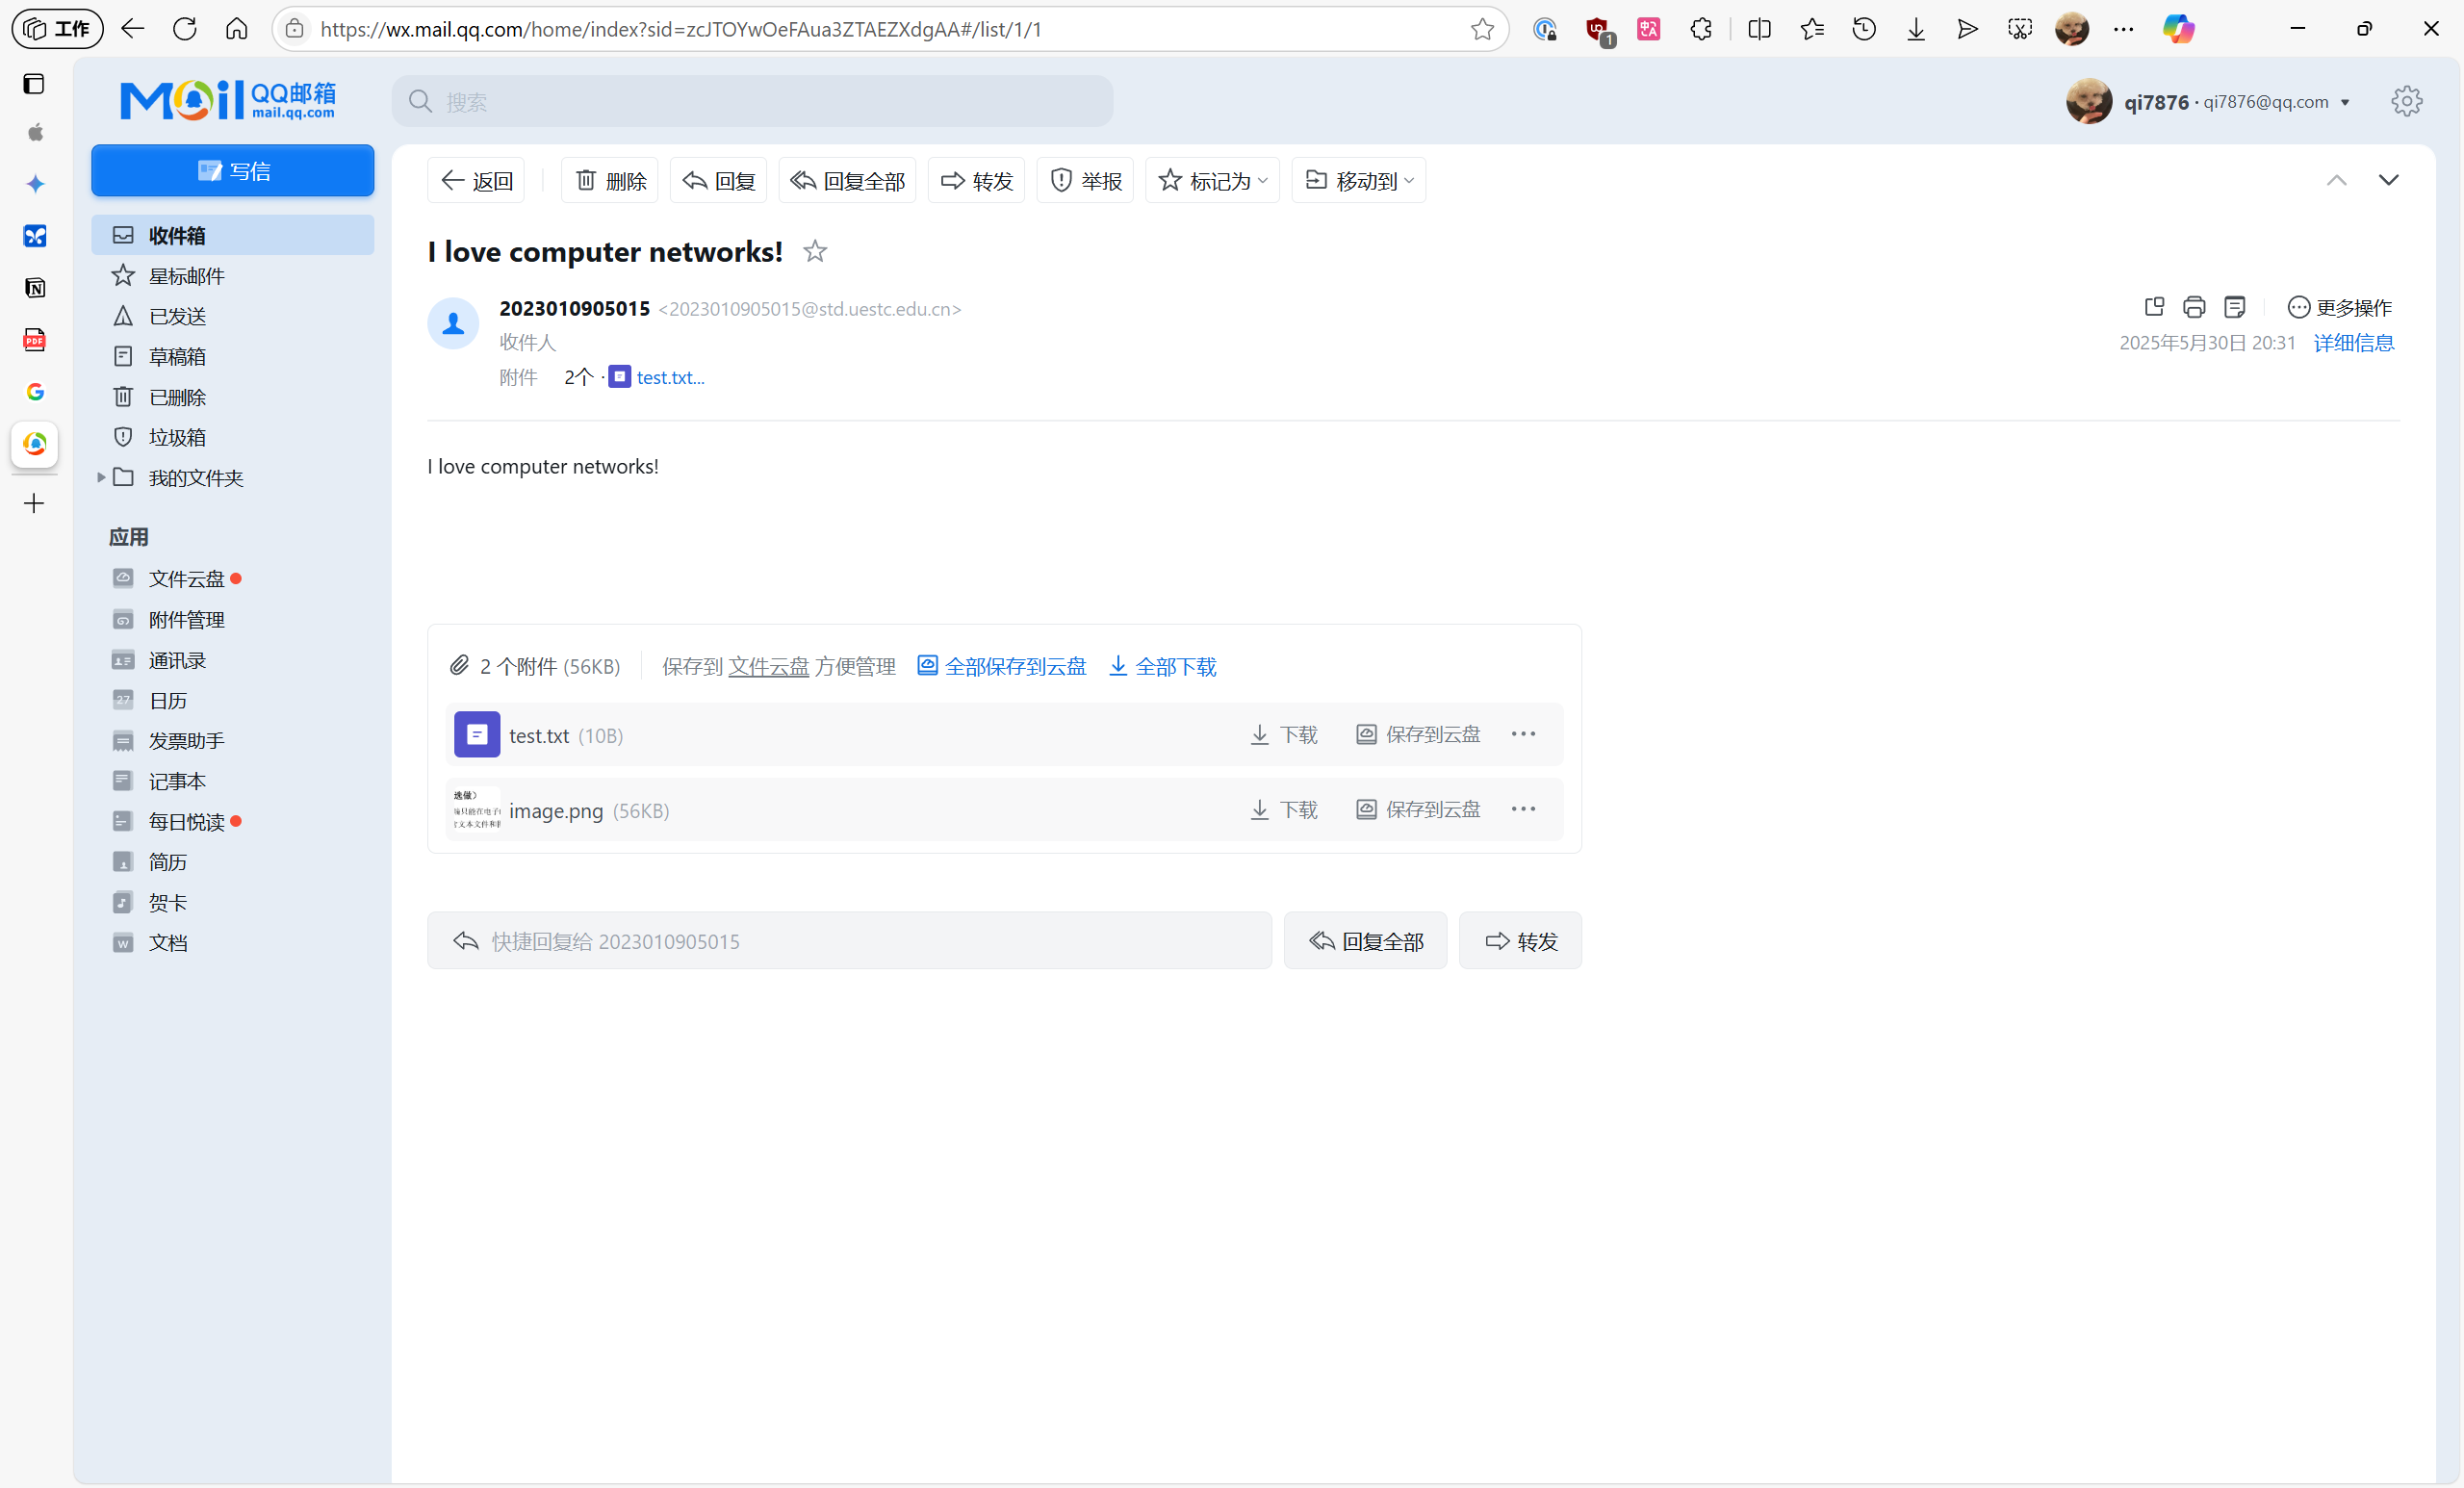 工作
https://wx.mail.qq.com/home/index?sid=zcJTOYwOeFAua3ZTAEZXdgAA#/list/1/1
1
Mail QQ邮箱
mail.qq.com
搜索
qi7876 · qi7876@qq.com
写信
收件箱
星标邮件
已发送
草稿箱
已删除
垃圾箱
我的文件夹
应用
文件云盘
附件管理
通讯录
27 日历
发票助手
记事本
每日悦读
简历
贺卡
W 文档
返回 删除 回复 回复全部 转发 举报 标记为 移动到
I love computer networks!
2023010905015 <2023010905015@std.uestc.edu.cn>
更多操作
收件人
2025年5月30日 20:31 详细信息
附件 2个 · test.txt...
I love computer networks!
2 个附件 (56KB) 保存到 文件云盘 方便管理 全部保存到云盘 全部下载
test.txt (10B) 下载 保存到云盘
image.png (56KB) 下载 保存到云盘
快捷回复给 2023010905015 回复全部 转发